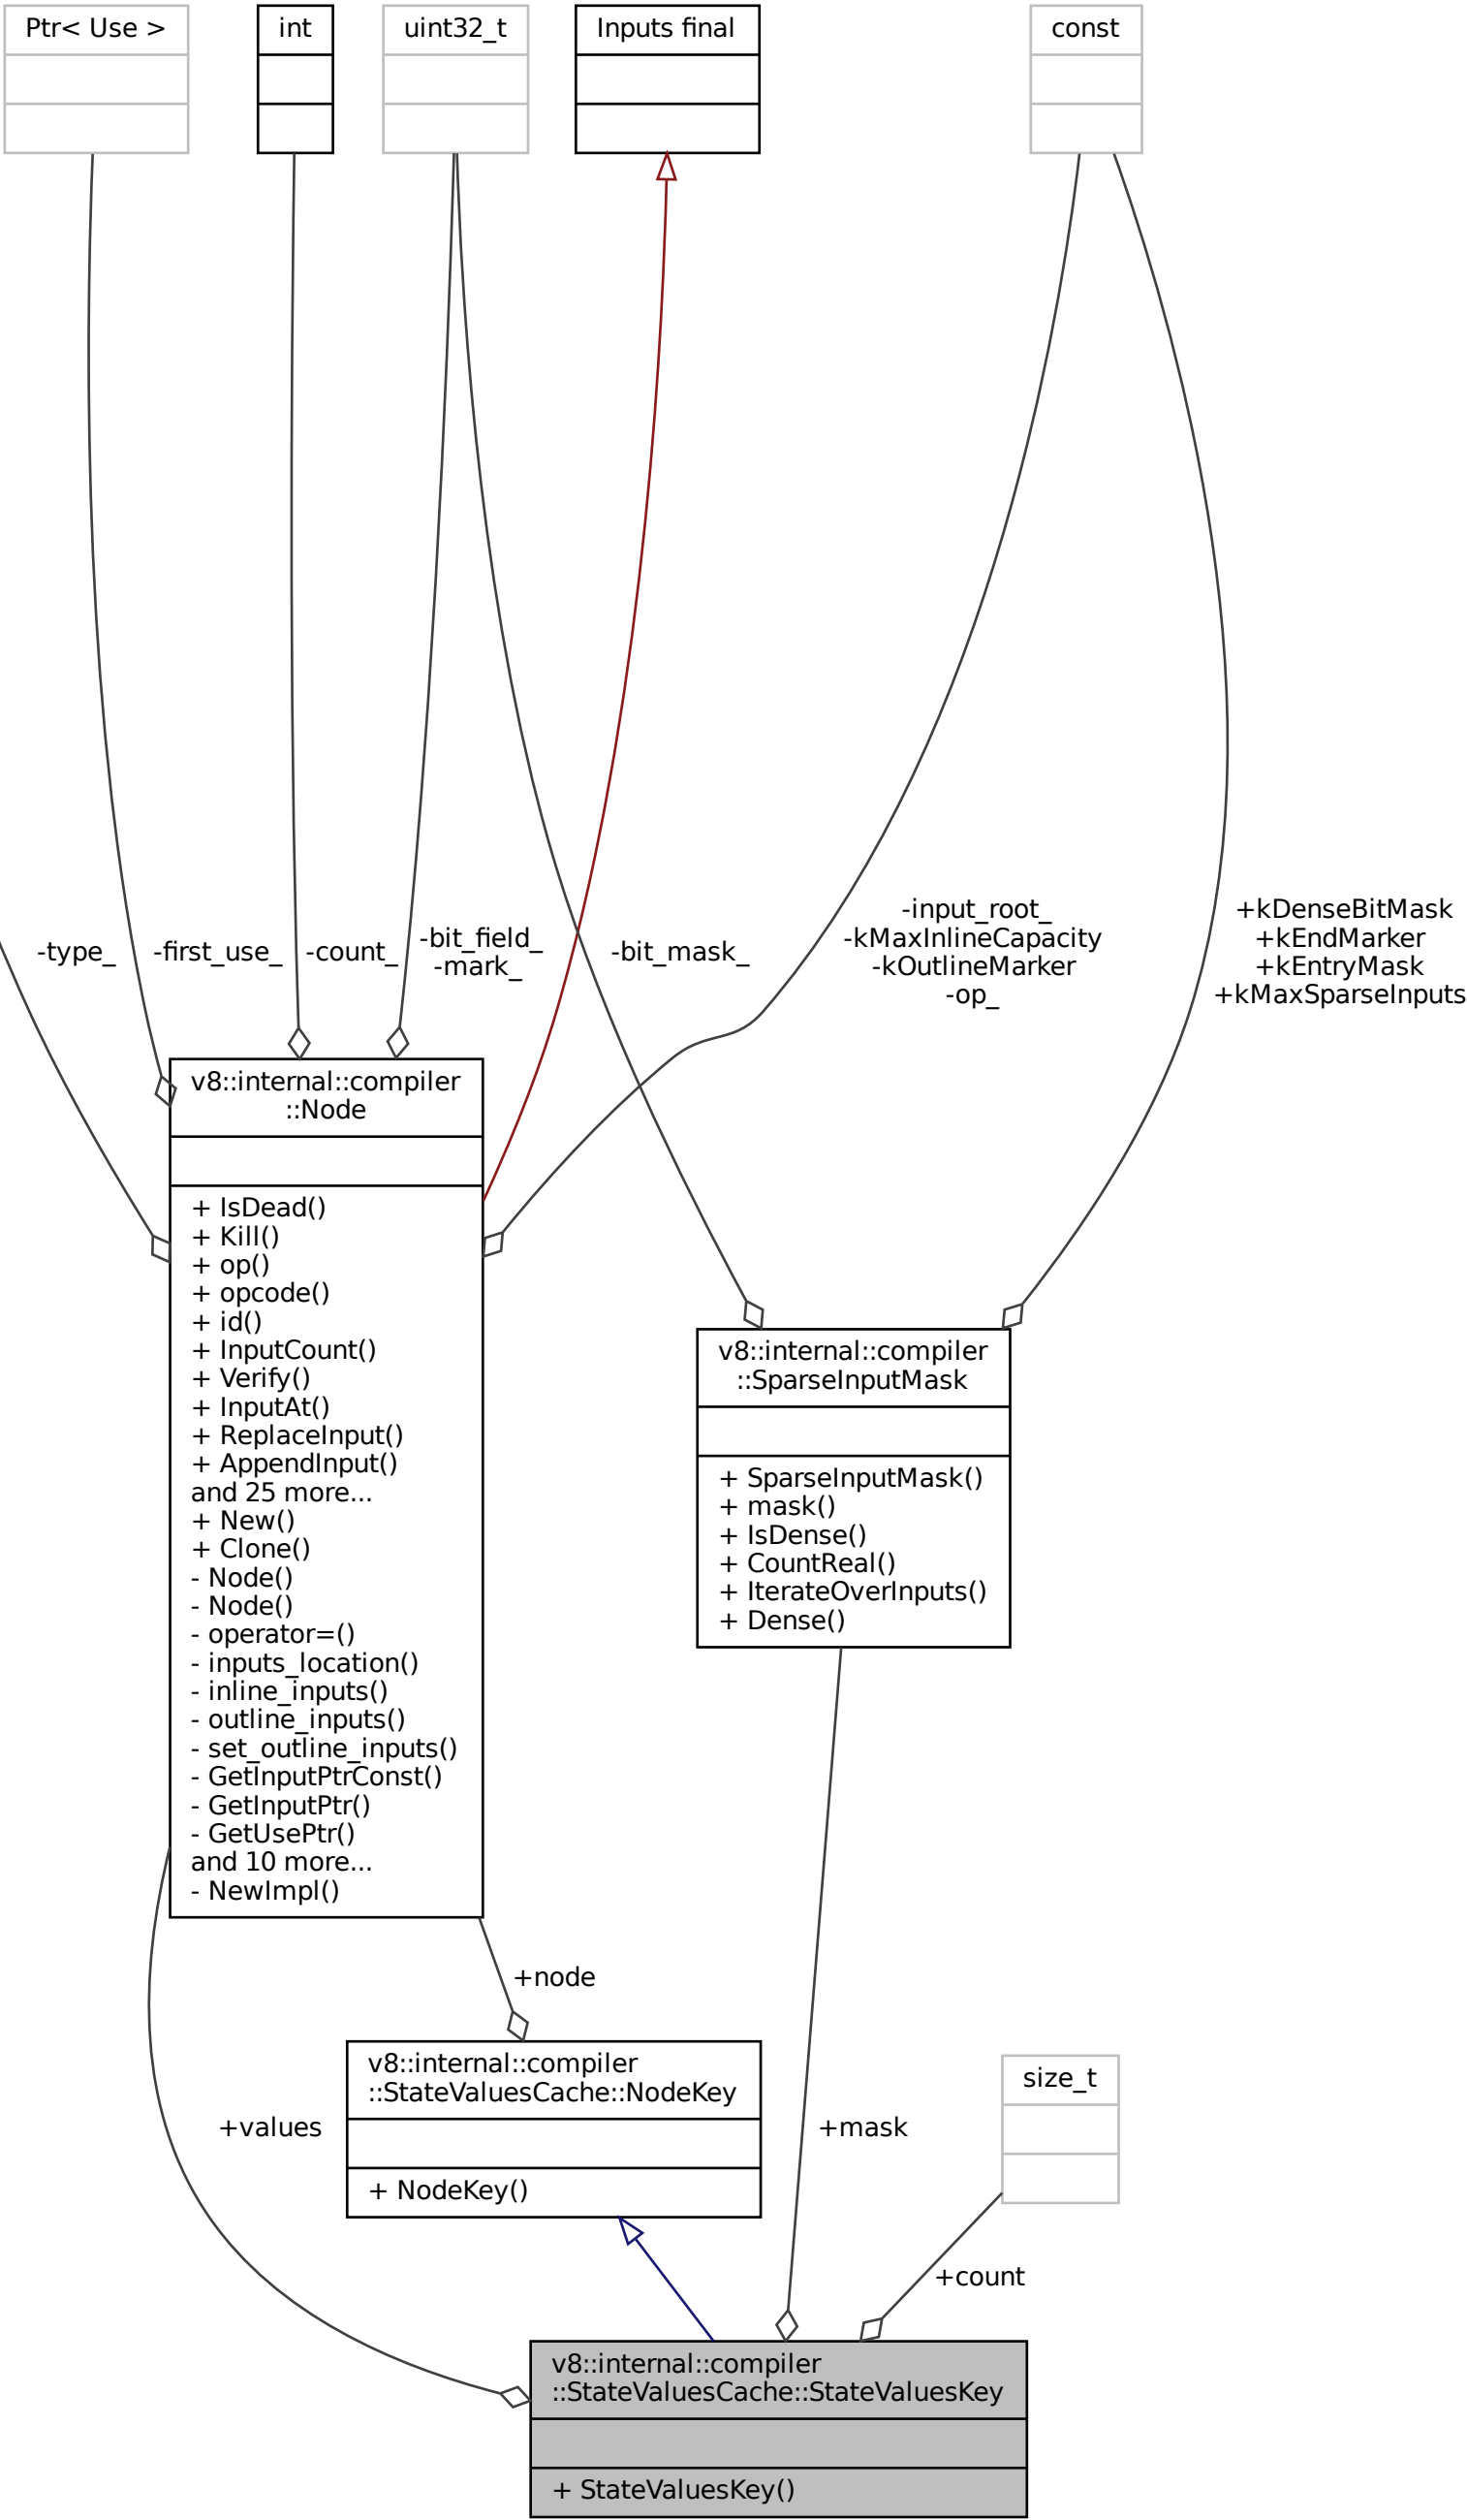 Ptr< Use >
int
uint32_t
Inputs final
const
-type_
-first_use_
-count_
-bit_field_
-mark_
-bit_mask_
-input_root_
-kMaxInlineCapacity
-kOutlineMarker
-op_
+kDenseBitMask
+kEndMarker
+kEntryMask
+kMaxSparseInputs
v8::internal::compiler
::Node
+ IsDead()
+ Kill()
+ op()
+ opcode()
+ id()
+ InputCount()
+ Verify()
+ InputAt()
+ ReplaceInput()
+ AppendInput()
and 25 more...
+ New()
+ Clone()
- Node()
- Node()
- operator=()
- inputs_location()
- inline_inputs()
- outline_inputs()
- set_outline_inputs()
- GetInputPtrConst()
- GetInputPtr()
- GetUsePtr()
and 10 more...
- NewImpl()
v8::internal::compiler
::SparseInputMask
+ SparseInputMask()
+ mask()
+ IsDense()
+ CountReal()
+ IterateOverInputs()
+ Dense()
+node
v8::internal::compiler
::StateValuesCache::NodeKey
+ NodeKey()
size_t
+values
+mask
+count
v8::internal::compiler
::StateValuesCache::StateValuesKey
+ StateValuesKey()